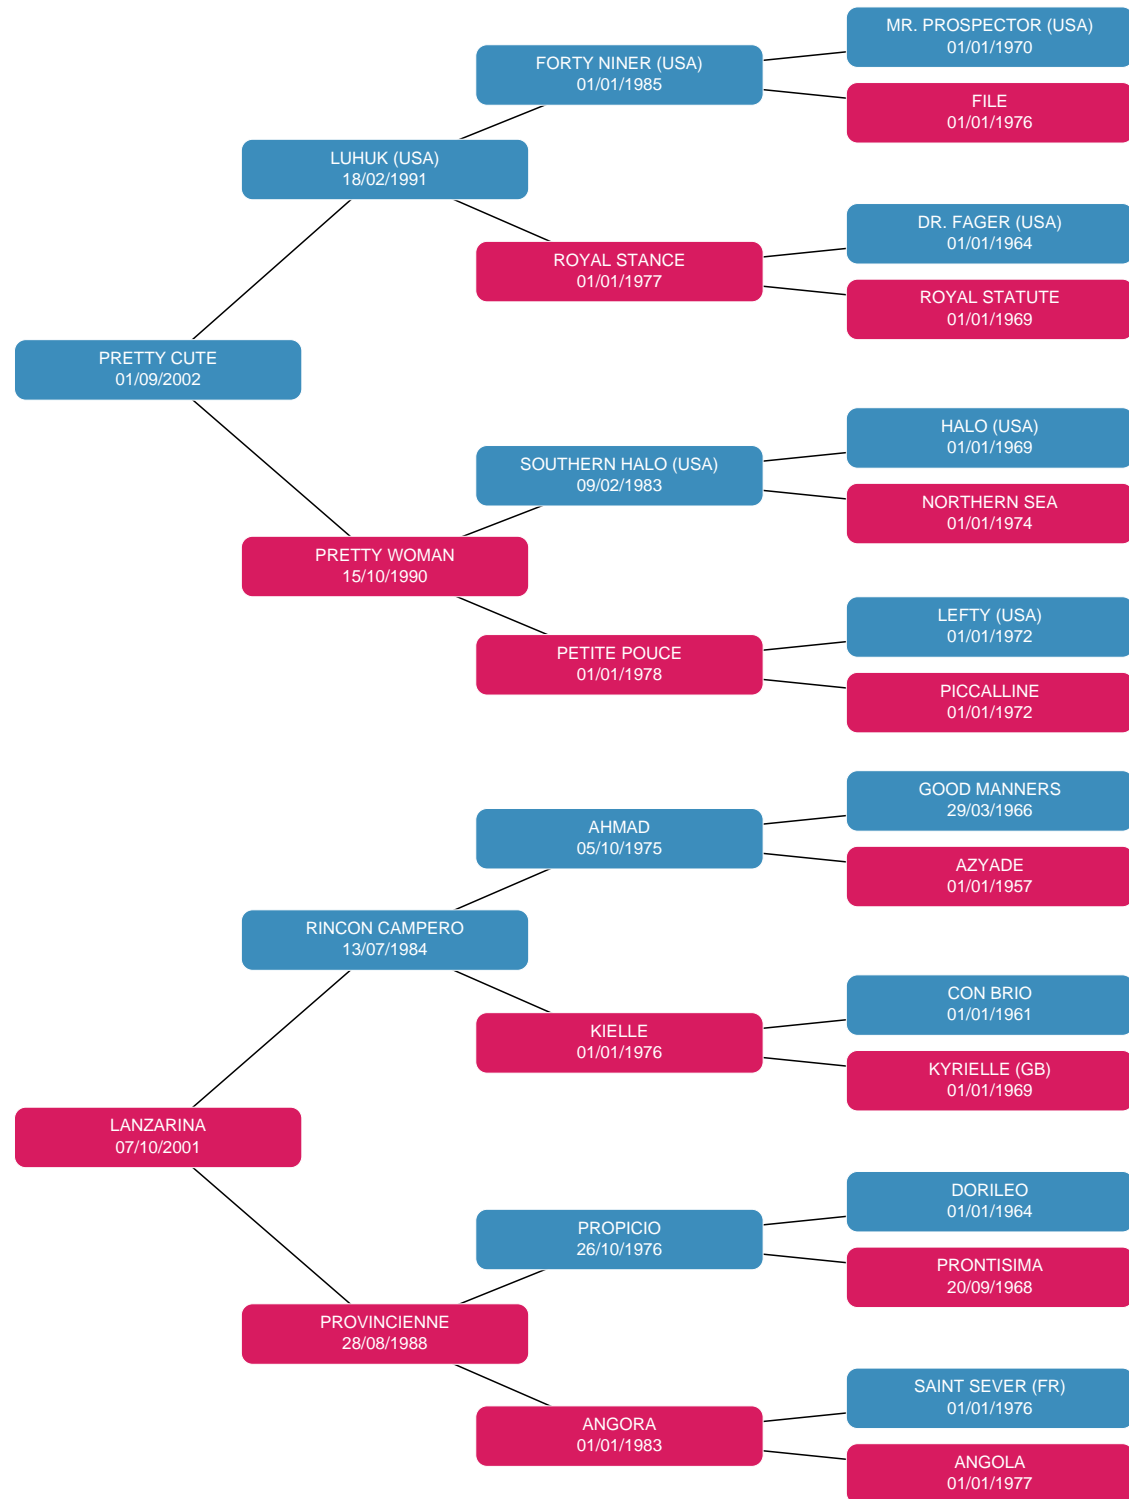 MR. PROSPECTOR (USA)
01/01/1970
FORTY NINER (USA)
01/01/1985
FILE
01/01/1976
LUHUK (USA)
18/02/1991
DR. FAGER (USA)
01/01/1964
ROYAL STANCE
01/01/1977
ROYAL STATUTE
01/01/1969
PRETTY CUTE
01/09/2002
HALO (USA)
01/01/1969
SOUTHERN HALO (USA)
09/02/1983
NORTHERN SEA
01/01/1974
PRETTY WOMAN
15/10/1990
LEFTY (USA)
01/01/1972
PETITE POUCE
01/01/1978
PICCALLINE
01/01/1972
GOOD MANNERS
29/03/1966
AHMAD
05/10/1975
AZYADE
01/01/1957
RINCON CAMPERO
13/07/1984
CON BRIO
01/01/1961
KIELLE
01/01/1976
KYRIELLE (GB)
01/01/1969
LANZARINA
07/10/2001
DORILEO
01/01/1964
PROPICIO
26/10/1976
PRONTISIMA
20/09/1968
PROVINCIENNE
28/08/1988
SAINT SEVER (FR)
01/01/1976
ANGORA
01/01/1983
ANGOLA
01/01/1977